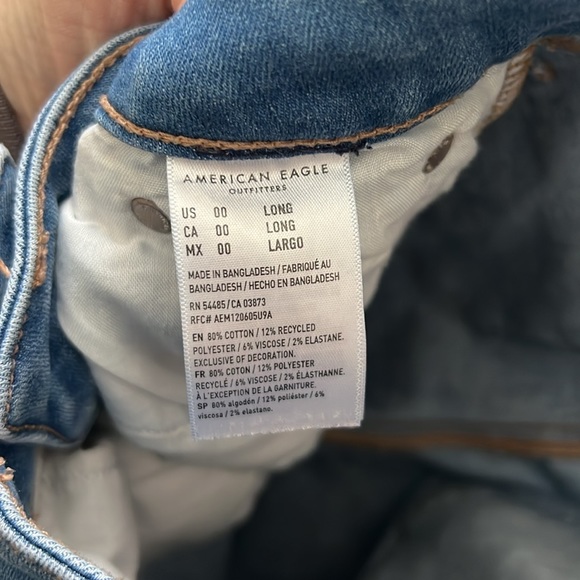 AMERICAN EAGLE
OUTFITTERS
US 00 LONG
CA 00 LONG
MX 00 LARGO
MADE IN BANGLADESH / FABRIQUÉ AU
BANGLADESH / HECHO EN BANGLADESH
RN 54485/CA 03873
RFC# AEM120605U9A
EN 80% COTTON / 12% RECYCLED
POLYESTER / 6% VISCOSE / 2% ELASTANE.
EXCLUSIVE OF DECORATION.
FR 80% COTON / 12% POLYESTER
RECYCLÉ / 6% VISCOSE / 2% ÉLASTHANNE.
À L'EXCEPTION DE LA GARNITURE.
SP 80% algodón / 12% poliéster / 6%
viscosa / 2% elastano.